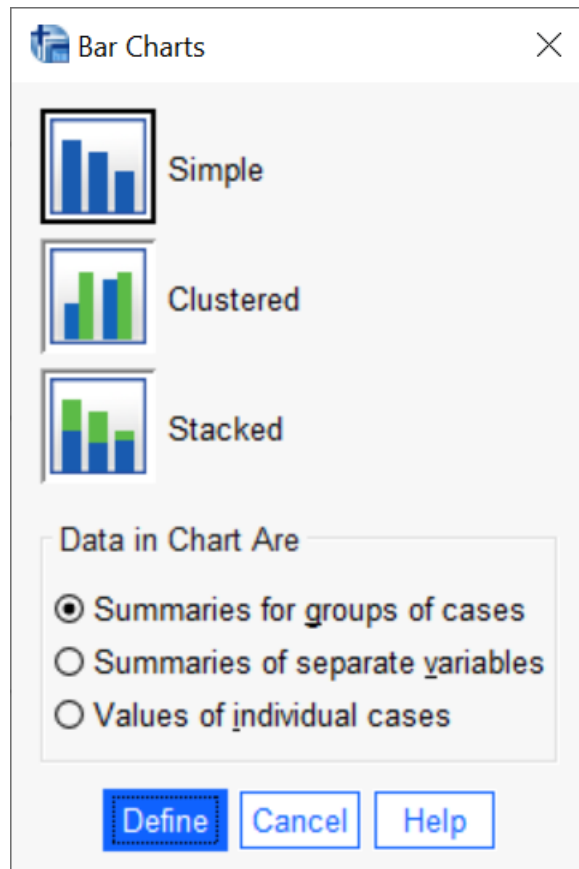 Bar Charts
Simple
Clustered
Stacked
Data in Chart Are
Summaries for groups of cases
Summaries of separate variables
Values of individual cases
Define Cancel Help